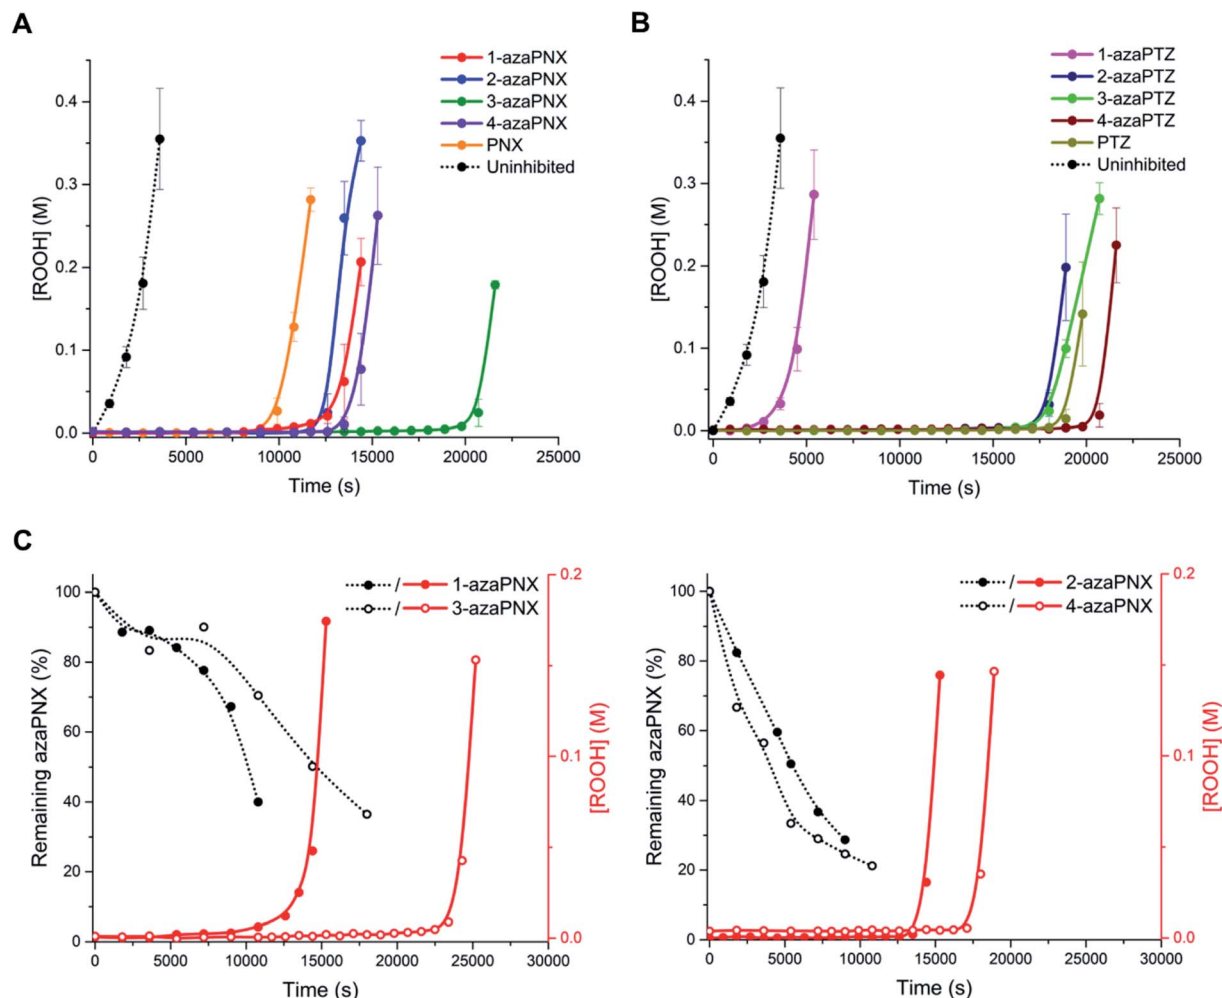 A
1-azaPNX
2-azaPNX
3-azaPNX
4-azaPNX
PNX
Uninhibited
[ROOH] (M)
0.4
0.3
0.2
0.1
0.0
0 5000 10000 15000 20000 25000
Time (s)
B
1-azaPTZ
2-azaPTZ
3-azaPTZ
4-azaPTZ
PTZ
Uninhibited
[ROOH] (M)
0.4
0.3
0.2
0.1
0.0
0 5000 10000 15000 20000 25000
Time (s)
C
/ 1-azaPNX
/ 3-azaPNX
Remaining azaPNX (%)
100
80
60
40
20
0
0.2
0.1
0.0
[ROOH] (M)
0 5000 10000 15000 20000 25000 30000
Time (s)
/ 2-azaPNX
/ 4-azaPNX
Remaining azaPNX (%)
100
80
60
40
20
0
0.2
0.1
0.0
[ROOH] (M)
0 5000 10000 15000 20000 25000 30000
Time (s)